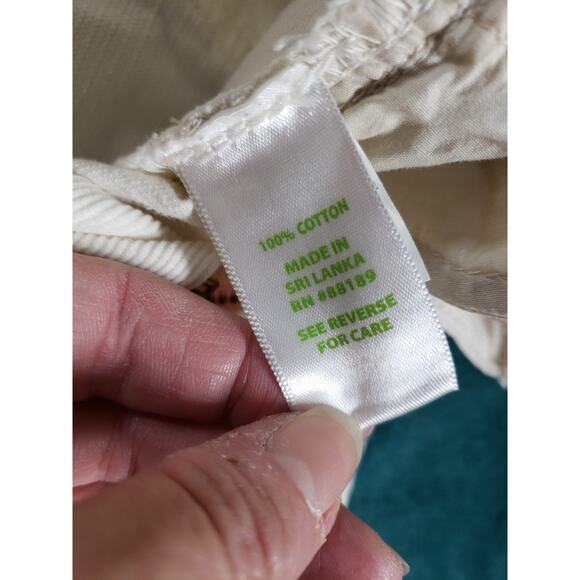 100% COTTON
MADE IN
SRI LANKA
RN #88189
SEE REVERSE
FOR CARE